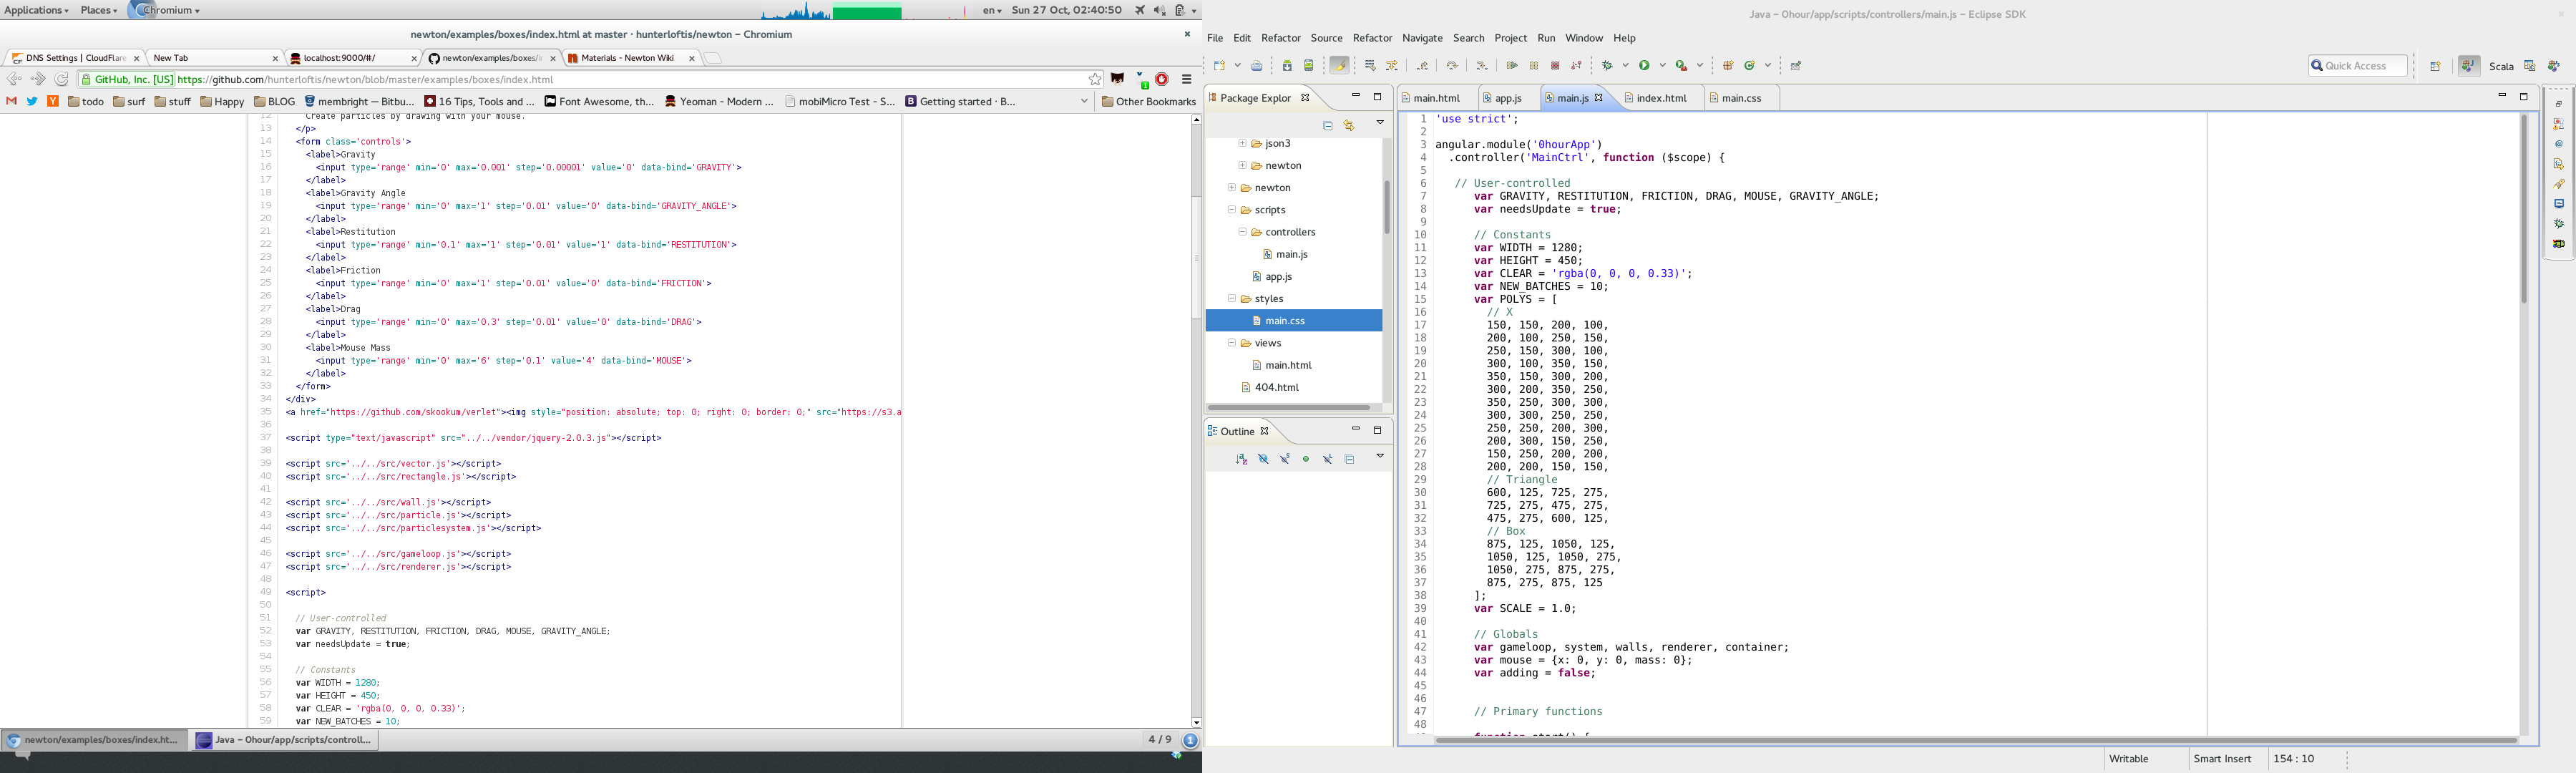 Applications Places Chromium en Sun 27 Oct, 02:40:50
newton/examples/boxes/index.html at master · hunterloftis/newton – Chromium
DNS Settings | CloudFlare New Tab localhost:9000/#/ newton/examples/boxes/i Materials - Newton Wiki
GitHub, Inc. [US] https://github.com/hunterloftis/newton/blob/master/examples/boxes/index.html
todo surf stuff Happy BLOG membright — Bitbu... 16 Tips, Tools and ... Font Awesome, th... Yeoman - Modern ... mobiMicro Test - S... Getting started · B... Other Bookmarks
12 Create particles by drawing with your mouse.
13 </p>
14 <form class='controls'>
15 <label>Gravity
16 <input type='range' min='0' max='0.001' step='0.00001' value='0' data-bind='GRAVITY'>
17 </label>
18 <label>Gravity Angle
19 <input type='range' min='0' max='1' step='0.01' value='0' data-bind='GRAVITY_ANGLE'>
20 </label>
21 <label>Restitution
22 <input type='range' min='0.1' max='1' step='0.01' value='1' data-bind='RESTITUTION'>
23 </label>
24 <label>Friction
25 <input type='range' min='0' max='1' step='0.01' value='0' data-bind='FRICTION'>
26 </label>
27 <label>Drag
28 <input type='range' min='0' max='0.3' step='0.01' value='0' data-bind='DRAG'>
29 </label>
30 <label>Mouse Mass
31 <input type='range' min='0' max='6' step='0.1' value='4' data-bind='MOUSE'>
32 </label>
33 </form>
34 </div>
35 <a href="https://github.com/skookum/verlet"><img style="position: absolute; top: 0; right: 0; border: 0;" src="https://s3.a
36
37 <script type="text/javascript" src="../../vendor/jquery-2.0.3.js"></script>
38
39 <script src='../../src/vector.js'></script>
40 <script src='../../src/rectangle.js'></script>
41
42 <script src='../../src/wall.js'></script>
43 <script src='../../src/particle.js'></script>
44 <script src='../../src/particlesystem.js'></script>
45
46 <script src='../../src/gameloop.js'></script>
47 <script src='../../src/renderer.js'></script>
48
49 <script>
50
51 // User-controlled
52 var GRAVITY, RESTITUTION, FRICTION, DRAG, MOUSE, GRAVITY_ANGLE;
53 var needsUpdate = true;
54
55 // Constants
56 var WIDTH = 1280;
57 var HEIGHT = 450;
58 var CLEAR = 'rgba(0, 0, 0, 0.33)';
59 var NEW_BATCHES = 10;
newton/examples/boxes/index.ht... Java – 0hour/app/scripts/controll... 4 / 9 1
Java – 0hour/app/scripts/controllers/main.js – Eclipse SDK
File Edit Refactor Source Refactor Navigate Search Project Run Window Help
Quick Access Scala
Package Explor
json3
newton
newton
scripts
controllers
main.js
app.js
styles
main.css
views
main.html
404.html
Outline
main.html app.js main.js index.html main.css
1 'use strict';
2
3 angular.module('0hourApp')
4 .controller('MainCtrl', function ($scope) {
5
6 // User-controlled
7 var GRAVITY, RESTITUTION, FRICTION, DRAG, MOUSE, GRAVITY_ANGLE;
8 var needsUpdate = true;
9
10 // Constants
11 var WIDTH = 1280;
12 var HEIGHT = 450;
13 var CLEAR = 'rgba(0, 0, 0, 0.33)';
14 var NEW_BATCHES = 10;
15 var POLYS = [
16 // X
17 150, 150, 200, 100,
18 200, 100, 250, 150,
19 250, 150, 300, 100,
20 300, 100, 350, 150,
21 350, 150, 300, 200,
22 300, 200, 350, 250,
23 350, 250, 300, 300,
24 300, 300, 250, 250,
25 250, 250, 200, 300,
26 200, 300, 150, 250,
27 150, 250, 200, 200,
28 200, 200, 150, 150,
29 // Triangle
30 600, 125, 725, 275,
31 725, 275, 475, 275,
32 475, 275, 600, 125,
33 // Box
34 875, 125, 1050, 125,
35 1050, 125, 1050, 275,
36 1050, 275, 875, 275,
37 875, 275, 875, 125
38 ];
39 var SCALE = 1.0;
40
41 // Globals
42 var gameloop, system, walls, renderer, container;
43 var mouse = {x: 0, y: 0, mass: 0};
44 var adding = false;
45
46
47 // Primary functions
48
function start() {
Writable Smart Insert 154 : 10